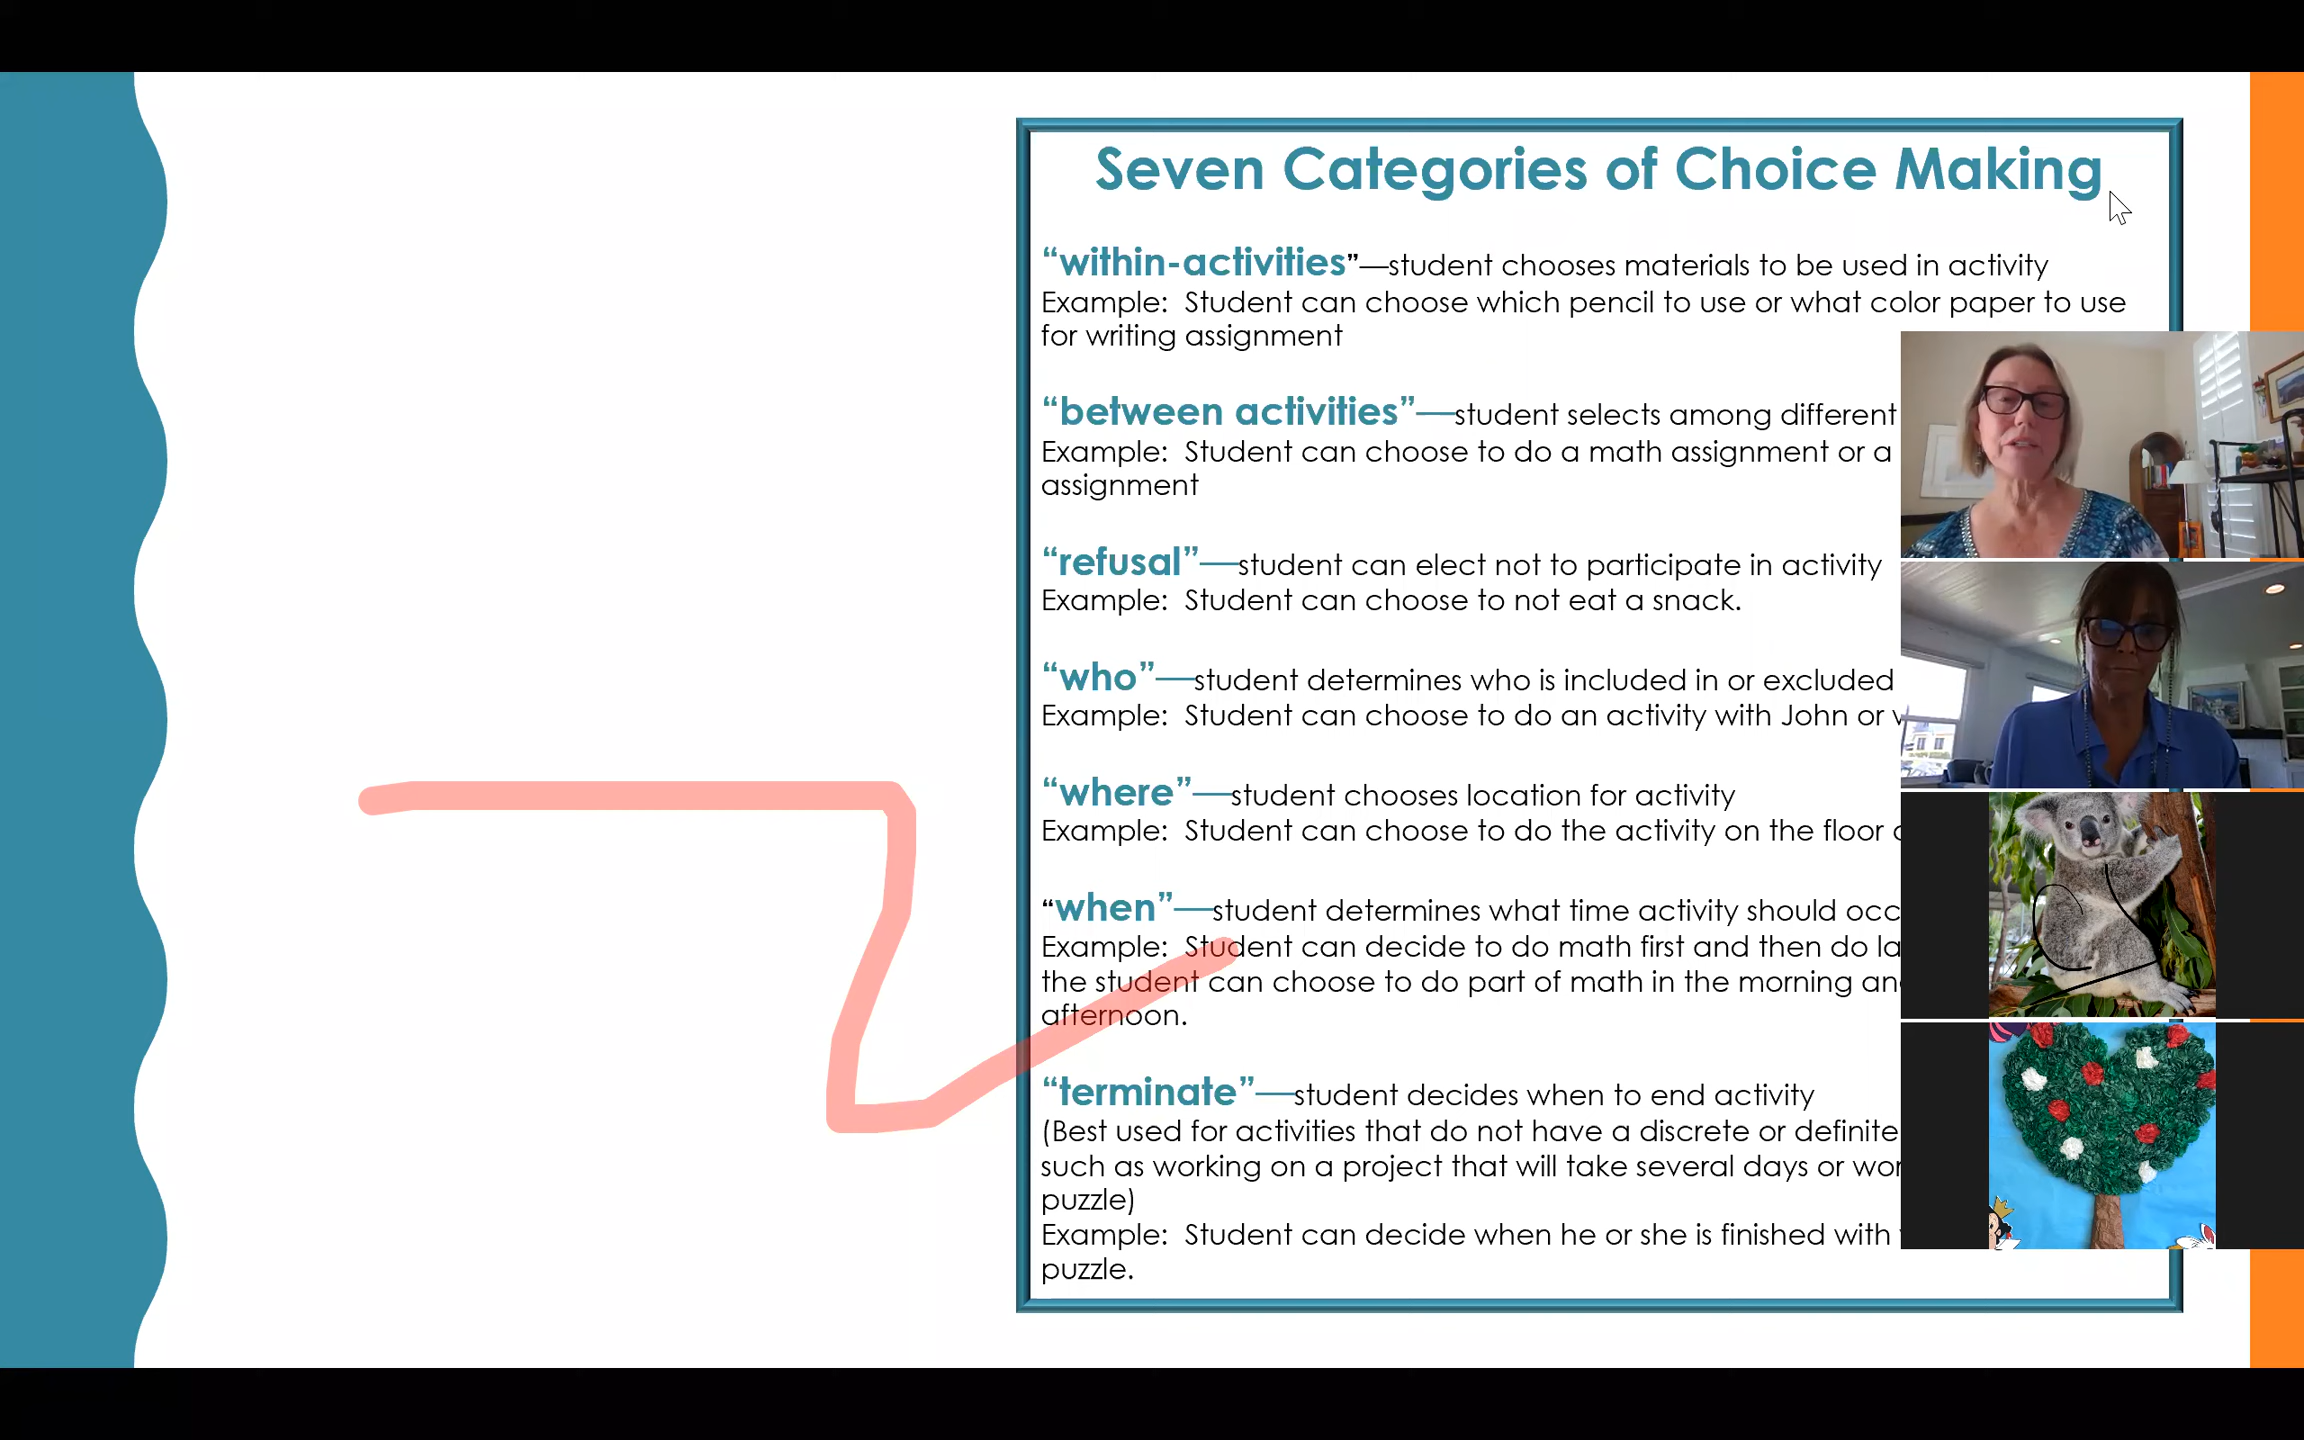 Seven Categories of Choice Making
“within-activities”—student chooses materials to be used in activity
Example:  Student can choose which pencil to use or what color paper to use
for writing assignment
“between activities”—student selects among different
Example:  Student can choose to do a math assignment or a
assignment
“refusal”—student can elect not to participate in activity
Example:  Student can choose to not eat a snack.
“who”—student determines who is included in or excluded
Example:  Student can choose to do an activity with John or
“where”—student chooses location for activity
Example:  Student can choose to do the activity on the floor
“when”—student determines what time activity should
Example:  Student can decide to do math first and then do
the student can choose to do part of math in the morning
afternoon.
“terminate”—student decides when to end activity
(Best used for activities that do not have a discrete or definite
such as working on a project that will take several days or
puzzle)
Example:  Student can decide when he or she is finished with
puzzle.